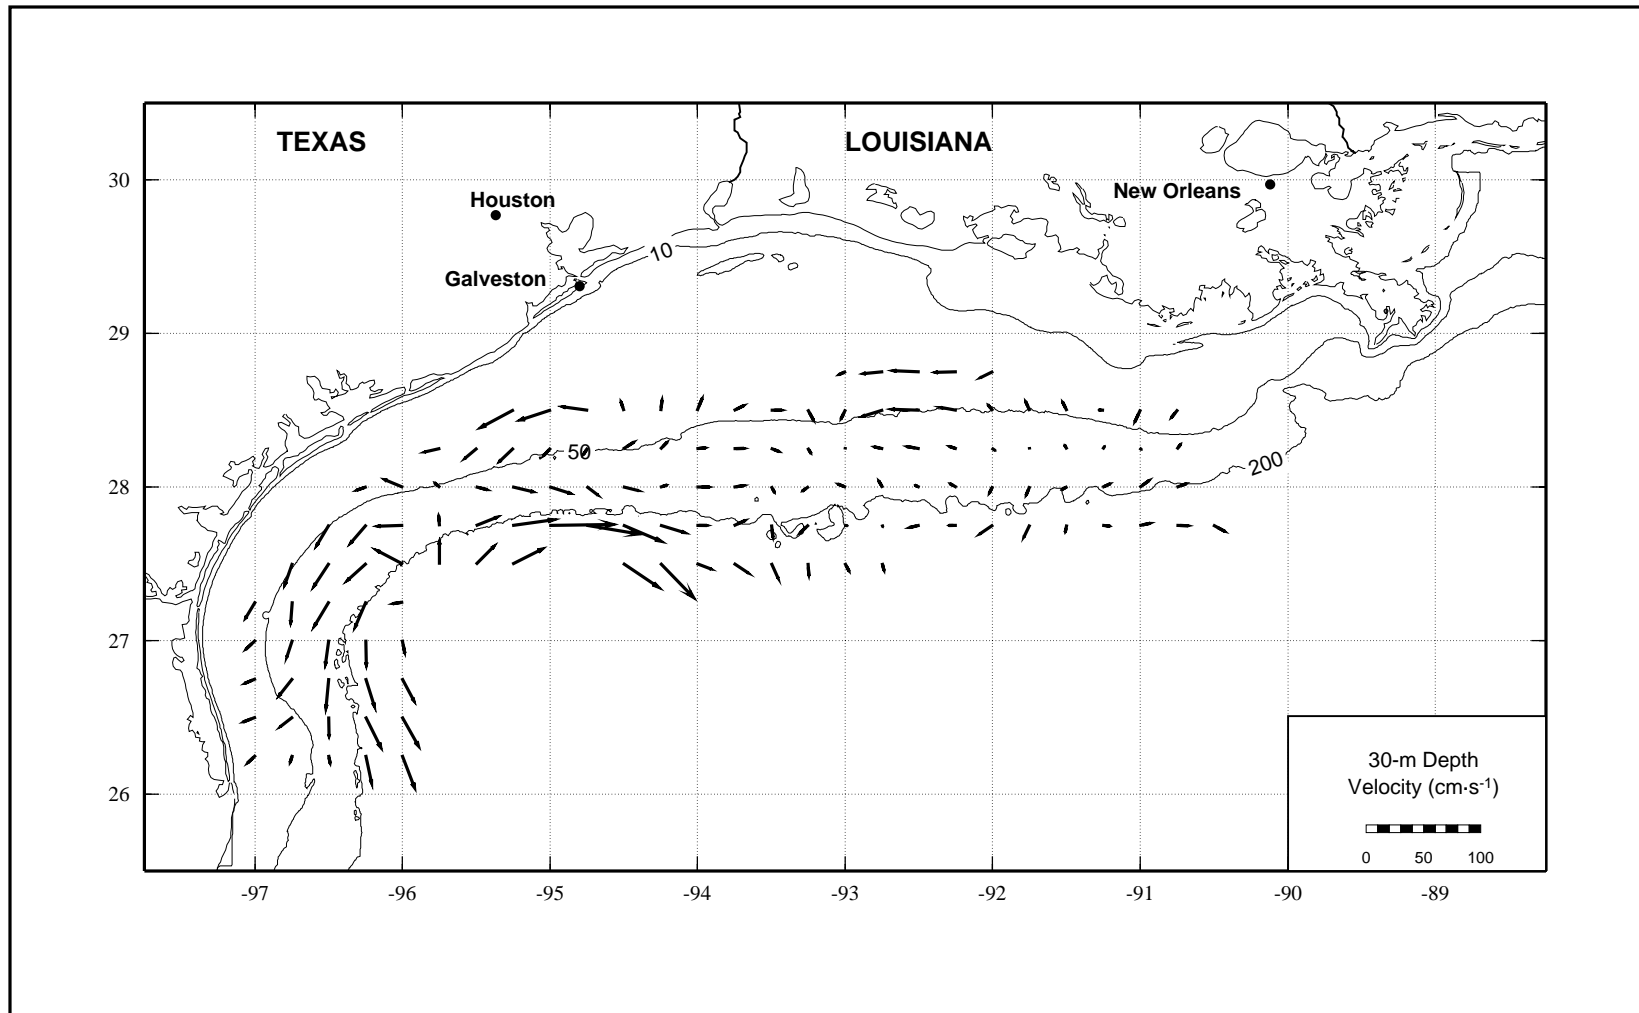 TEXAS
LOUISIANA
30
New Orleans
Houston
10
Galveston
29
50
200
28
27
30-m Depth
Velocity (cm·s-1)
26
0 50 100
-97 -96 -95 -94 -93 -92 -91 -90 -89